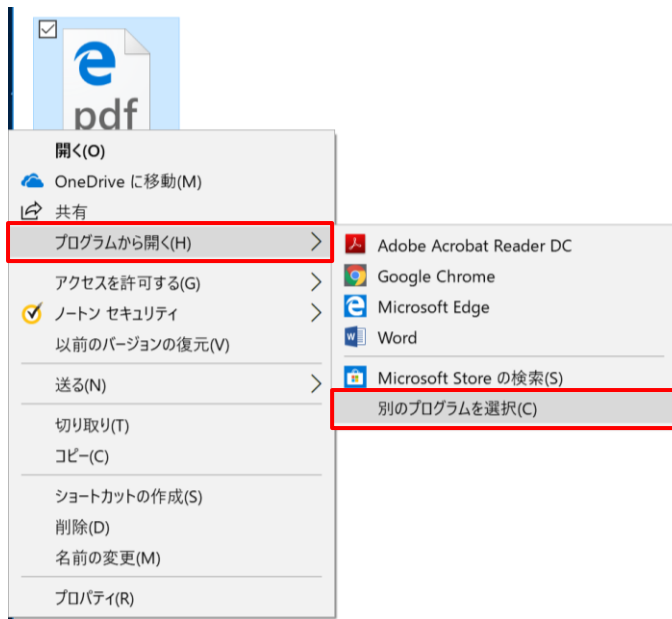 pdf
開く(O)
OneDrive に移動(M)
共有
プログラムから開く(H)
アクセスを許可する(G)
ノートン セキュリティ
以前のバージョンの復元(V)
送る(N)
切り取り(T)
コピー(C)
ショートカットの作成(S)
削除(D)
名前の変更(M)
プロパティ(R)
Adobe Acrobat Reader DC
Google Chrome
Microsoft Edge
Word
Microsoft Store の検索(S)
別のプログラムを選択(C)